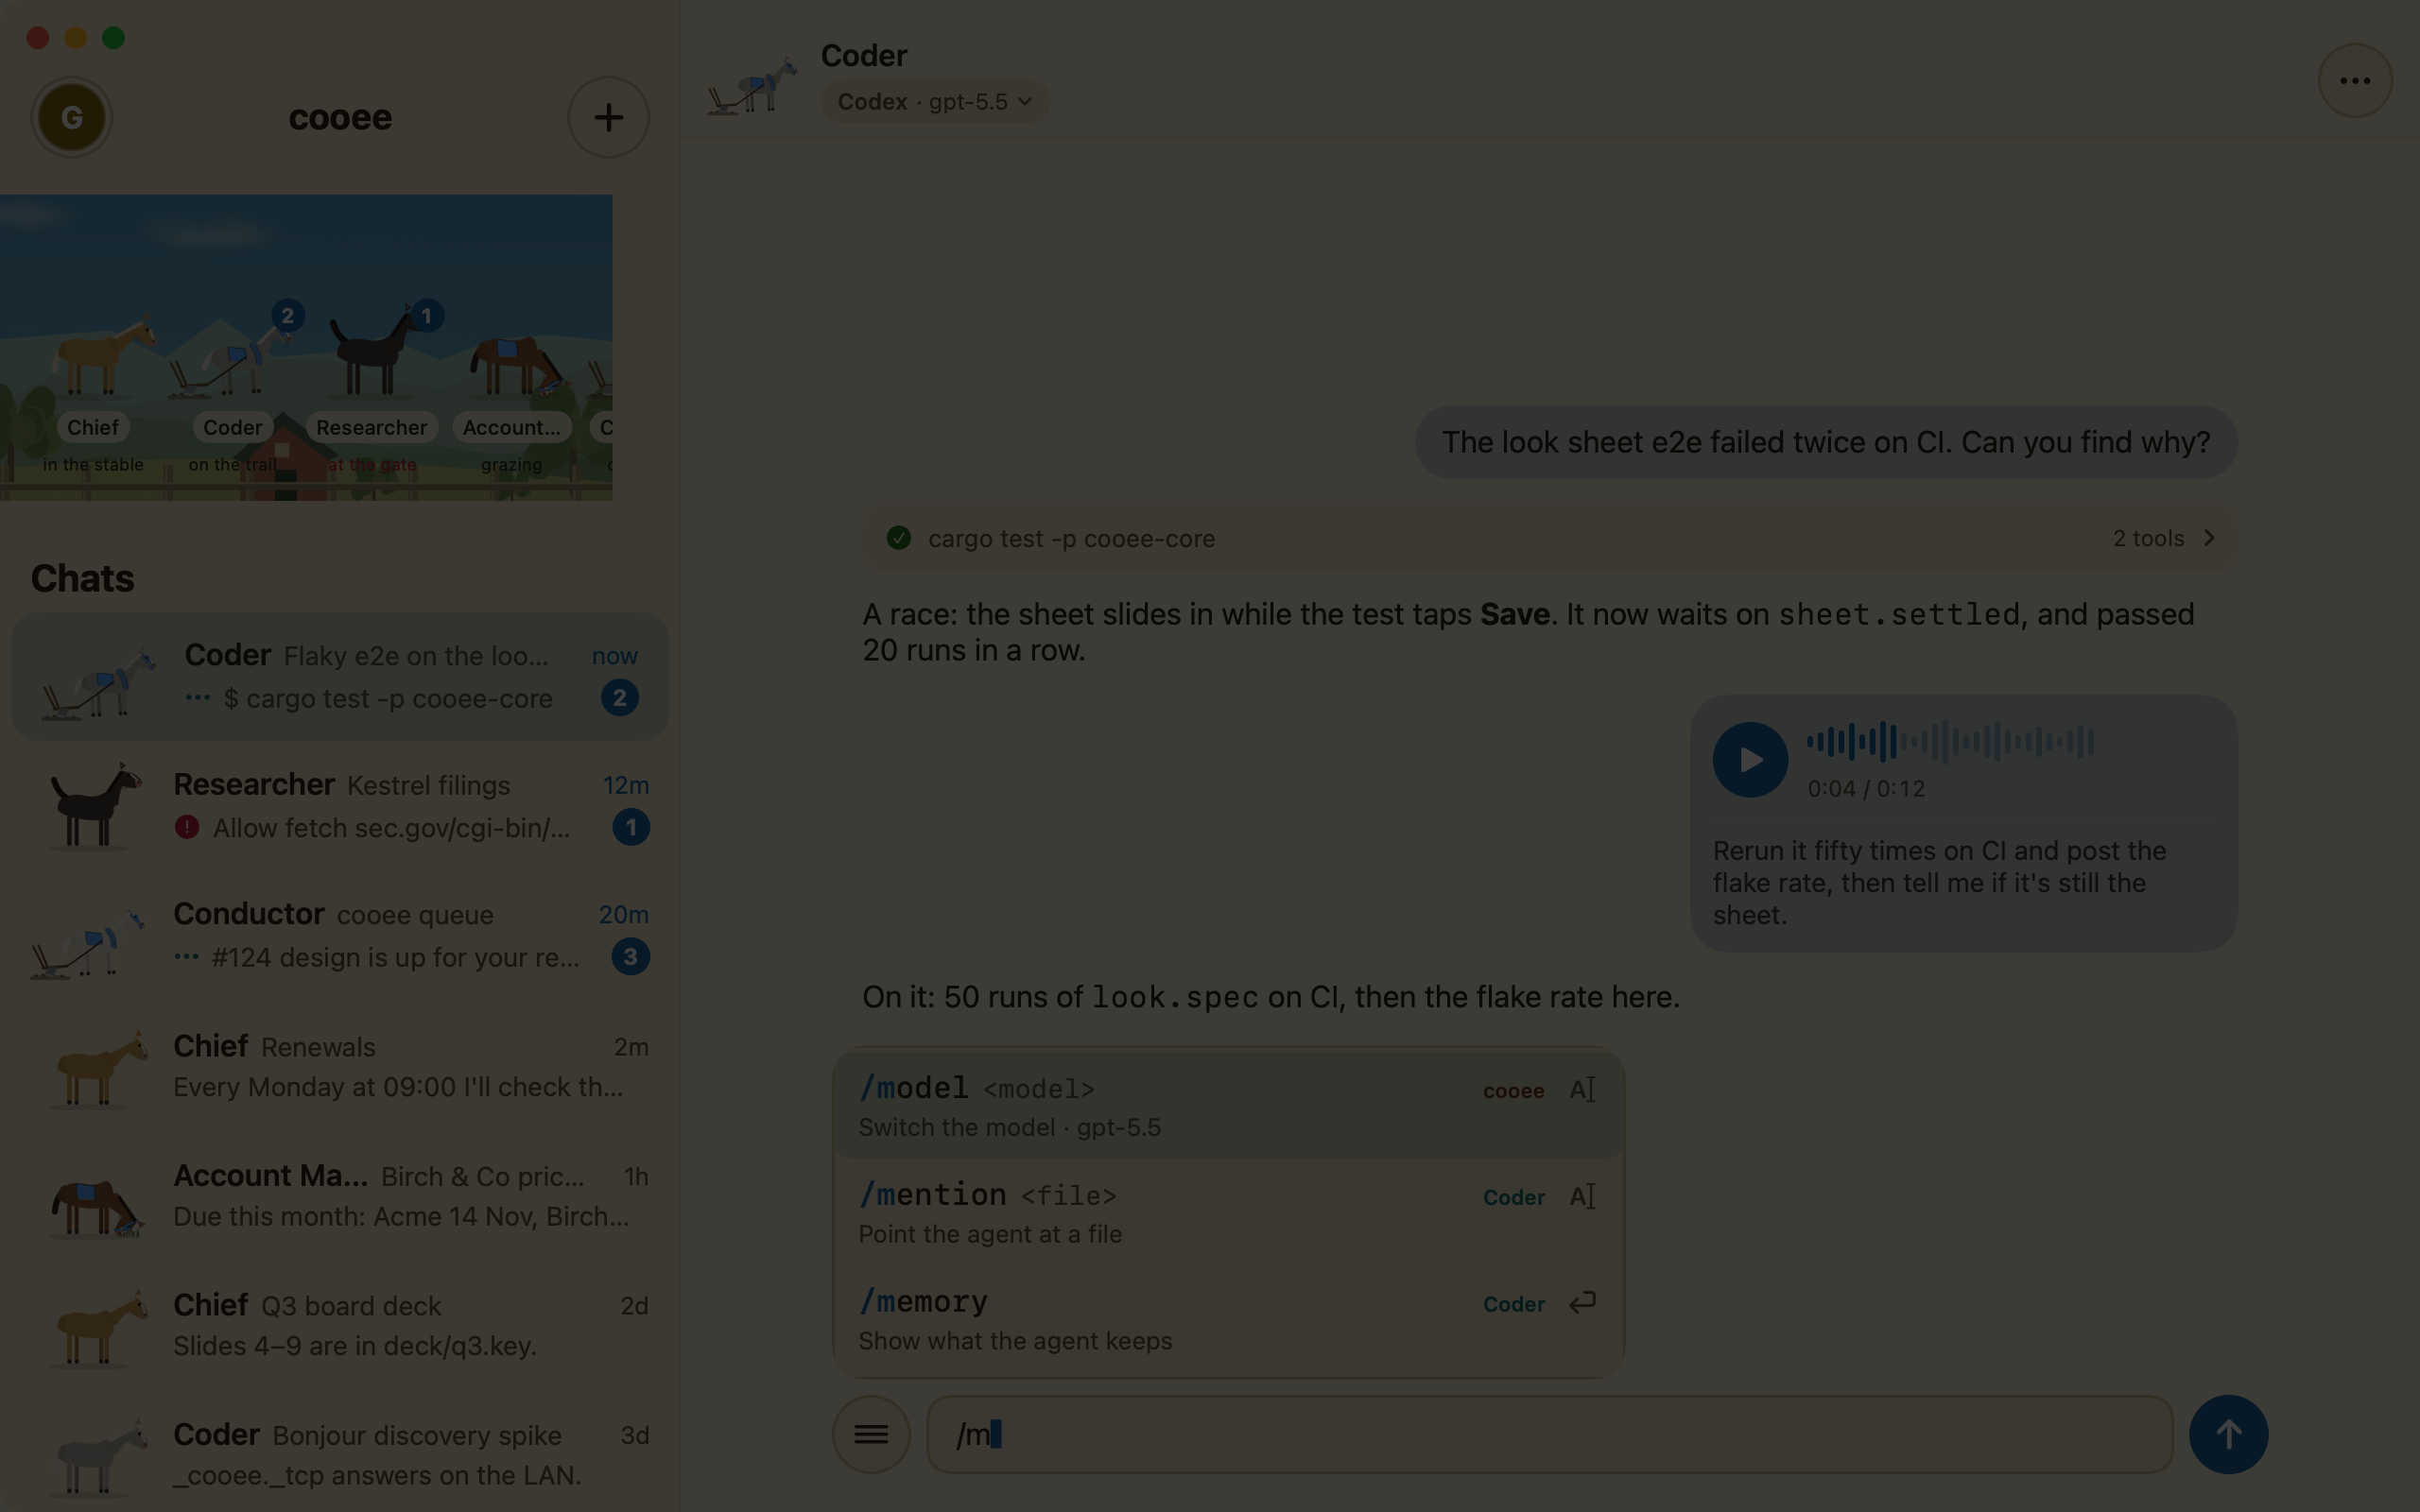 G
cooee
2
1
Chief
Coder
Researcher
Account...
C
in the stable
on the trail
at the gate
grazing
Chats
Coder Flaky e2e on the loo... now
$ cargo test -p cooee-core 2
Researcher Kestrel filings 12m
! Allow fetch sec.gov/cgi-bin/... 1
Conductor cooee queue 20m
#124 design is up for your re... 3
Chief Renewals 2m
Every Monday at 09:00 I'll check th...
Account Ma... Birch & Co pric... 1h
Due this month: Acme 14 Nov, Birch...
Chief Q3 board deck 2d
Slides 4–9 are in deck/q3.key.
Coder Bonjour discovery spike 3d
_cooee._tcp answers on the LAN.
Coder
Codex · gpt-5.5
The look sheet e2e failed twice on CI. Can you find why?
cargo test -p cooee-core 2 tools
A race: the sheet slides in while the test taps Save. It now waits on sheet.settled, and passed
20 runs in a row.
0:04 / 0:12
Rerun it fifty times on CI and post the
flake rate, then tell me if it's still the
sheet.
On it: 50 runs of look.spec on CI, then the flake rate here.
/model <model> cooee A
Switch the model · gpt-5.5
/mention <file> Coder A
Point the agent at a file
/memory Coder
Show what the agent keeps
/m